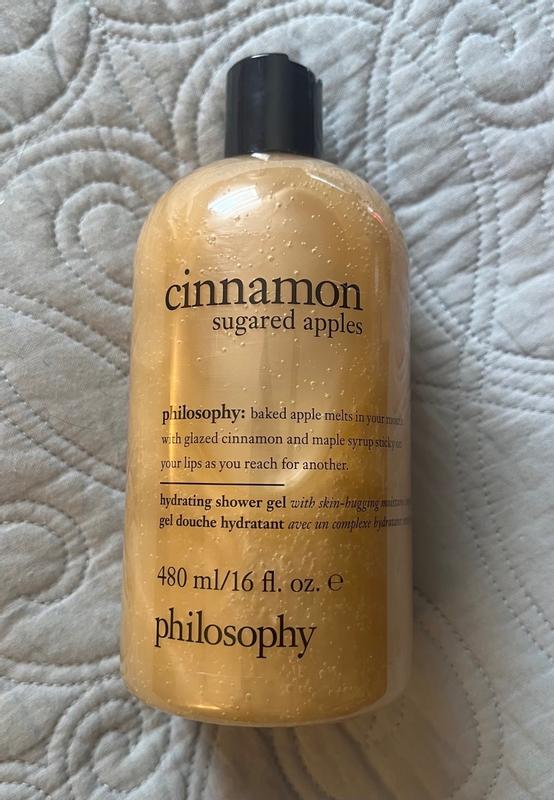 cinnamon
sugared apples
philosophy: baked apple melts in your mouth
with glazed cinnamon and maple syrup sticky on
your lips as you reach for another.
hydrating shower gel with skin-hugging moisture
gel douche hydratant avec un complexe hydratant
480 ml/16 fl. oz. ℮
philosophy